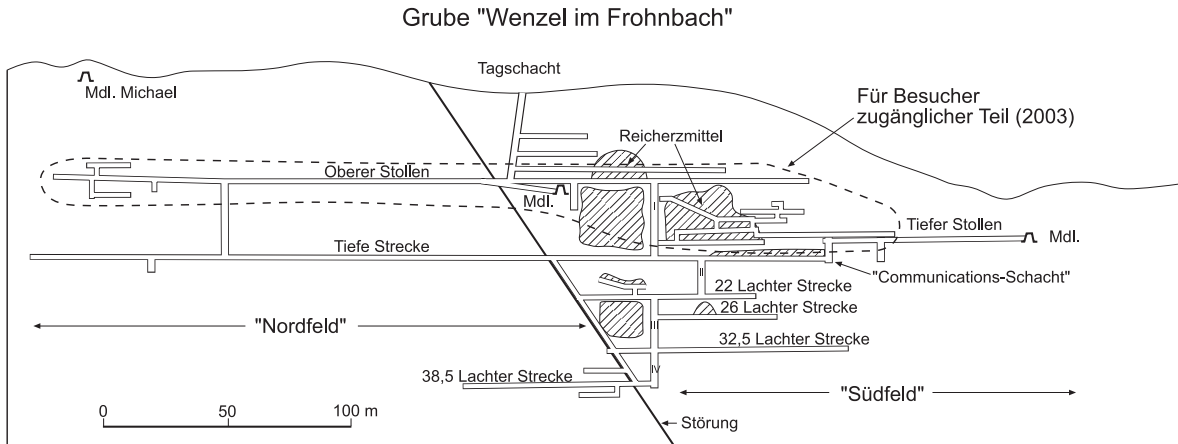 Grube "Wenzel im Frohnbach"
Mdl. Michael
Tagschacht
Für Besucher
zugänglicher Teil (2003)
Reicherzmittel
Oberer Stollen
Mdl.
I
Tiefer Stollen
Mdl.
Tiefe Strecke
II
"Communications-Schacht"
22 Lachter Strecke
26 Lachter Strecke
"Nordfeld"
III
32,5 Lachter Strecke
IV
38,5 Lachter Strecke
"Südfeld"
0
50
100 m
Störung